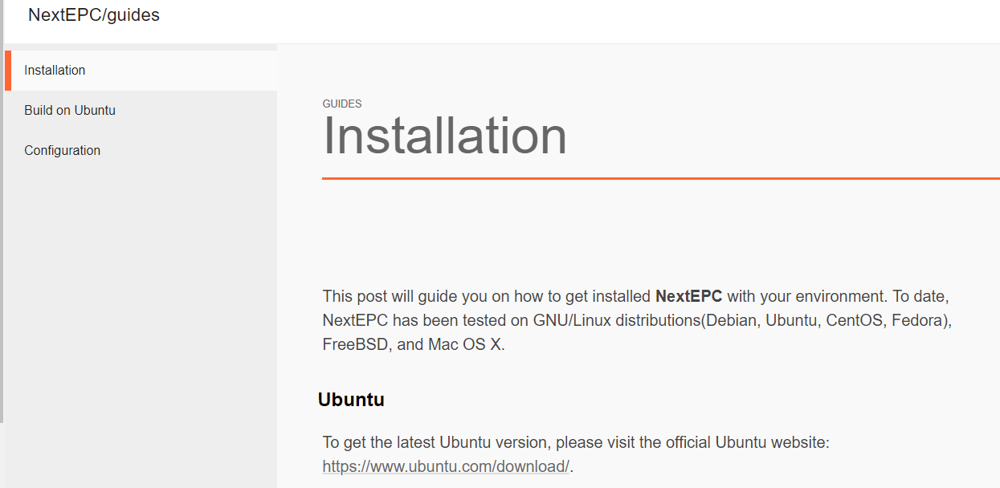 NextEPC/guides
Installation
Build on Ubuntu
Configuration
GUIDES
Installation
This post will guide you on how to get installed NextEPC with your environment. To date,
NextEPC has been tested on GNU/Linux distributions(Debian, Ubuntu, CentOS, Fedora),
FreeBSD, and Mac OS X.
Ubuntu
To get the latest Ubuntu version, please visit the official Ubuntu website:
https://www.ubuntu.com/download/.